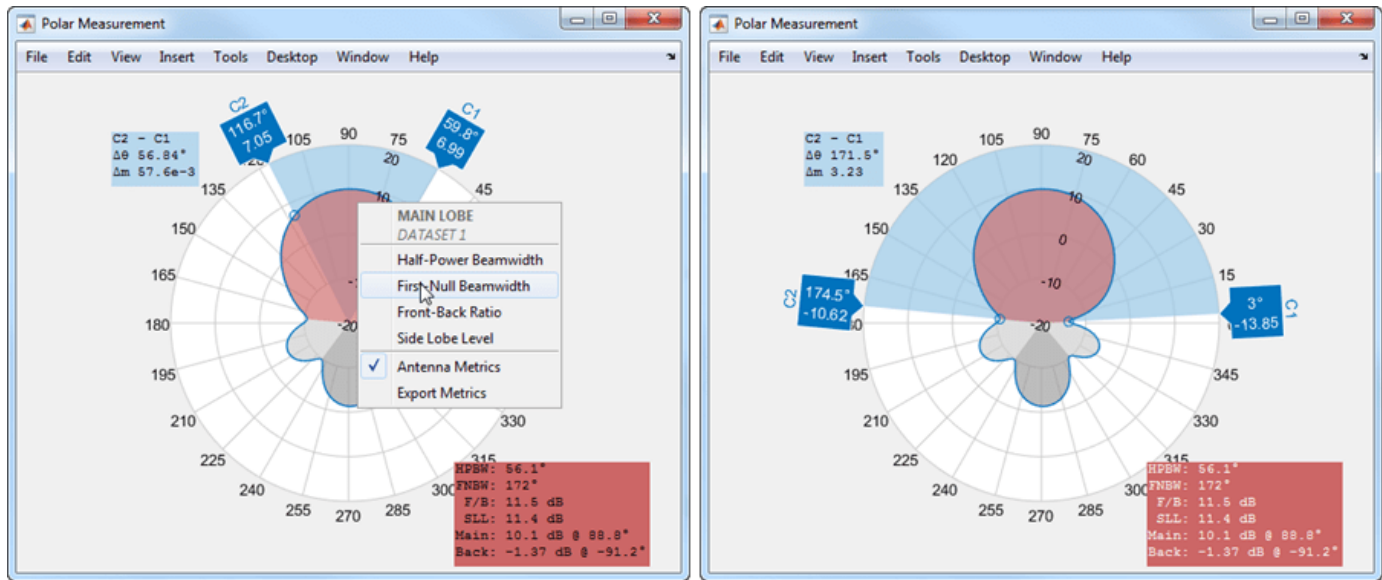 Polar Measurement
File Edit View Insert Tools Desktop Window Help
C2 - C1
Δθ 56.84°
Δm 57.6e-3
C2
116.7°
7.05
C1
59.8°
6.99
105
90
75
20
45
135
10
150
165
180
-20
195
210
225
240
255
270
285
300
315
330
MAIN LOBE
DATASET 1
Half-Power Beamwidth
First-Null Beamwidth
Front-Back Ratio
Side Lobe Level
✓ Antenna Metrics
Export Metrics
HPBW: 56.1°
FNBW: 172°
F/B: 11.5 dB
SLL: 11.4 dB
Main: 10.1 dB @ 88.8°
Back: -1.37 dB @ -91.2°
Polar Measurement
File Edit View Insert Tools Desktop Window Help
C2 - C1
Δθ 171.5°
Δm 3.23
120
105
90
75
20
60
45
135
10
150
0
30
165
-10
15
C2
174.5°
-10.62
C1
3°
-13.85
-20
195
345
210
330
225
315
240
255
270
285
300
HPBW: 56.1°
FNBW: 172°
F/B: 11.5 dB
SLL: 11.4 dB
Main: 10.1 dB @ 88.8°
Back: -1.37 dB @ -91.2°